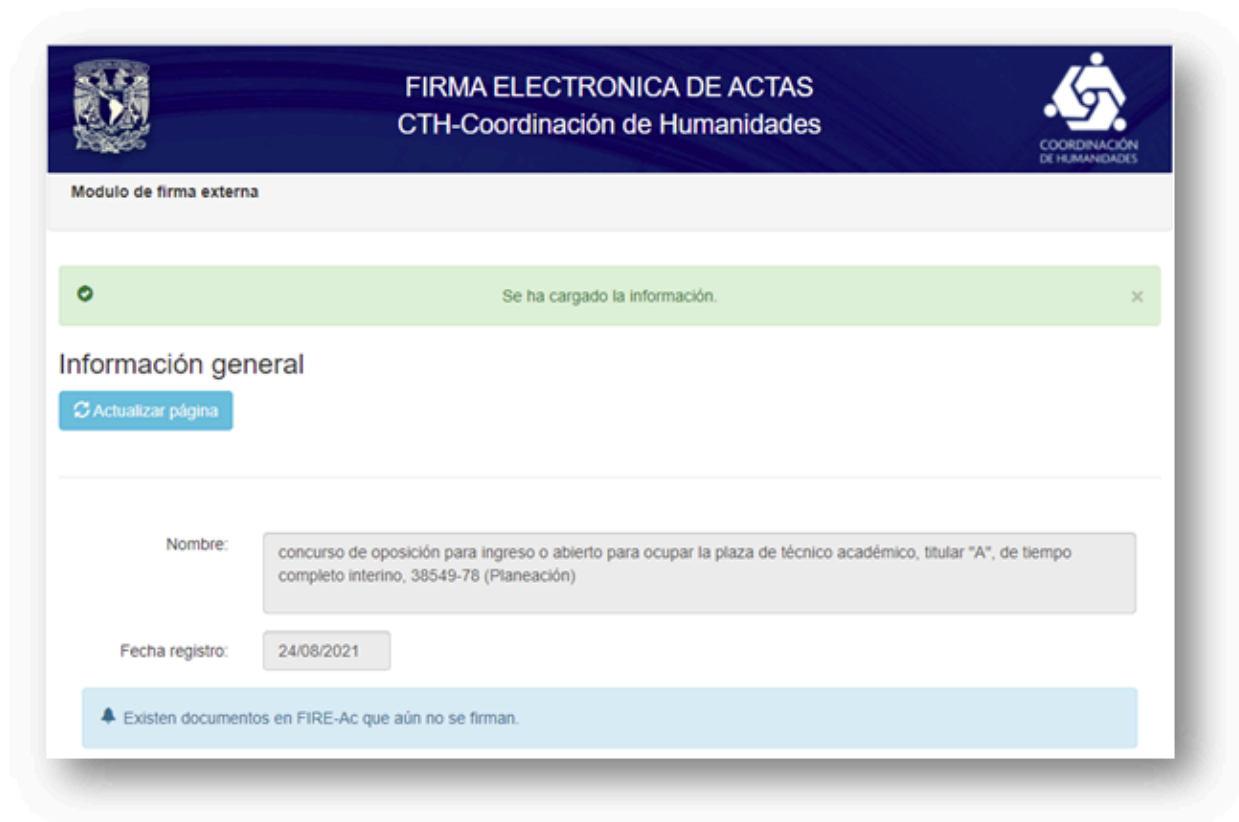 FIRMA ELECTRONICA DE ACTAS
CTH-Coordinación de Humanidades
COORDINACIÓN
DE HUMANIDADES
Modulo de firma externa
Se ha cargado la información.
×
Información general
Actualizar página
Nombre:
concurso de oposición para ingreso o abierto para ocupar la plaza de técnico académico, titular "A", de tiempo
completo interino, 38549-78 (Planeación)
Fecha registro:
24/08/2021
Existen documentos en FIRE-Ac que aún no se firman.